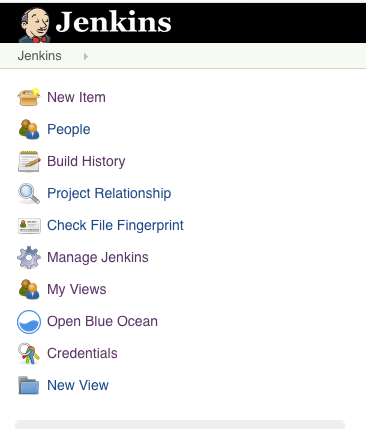 Jenkins
Jenkins
New Item
People
Build History
Project Relationship
Check File Fingerprint
Manage Jenkins
My Views
Open Blue Ocean
Credentials
New View